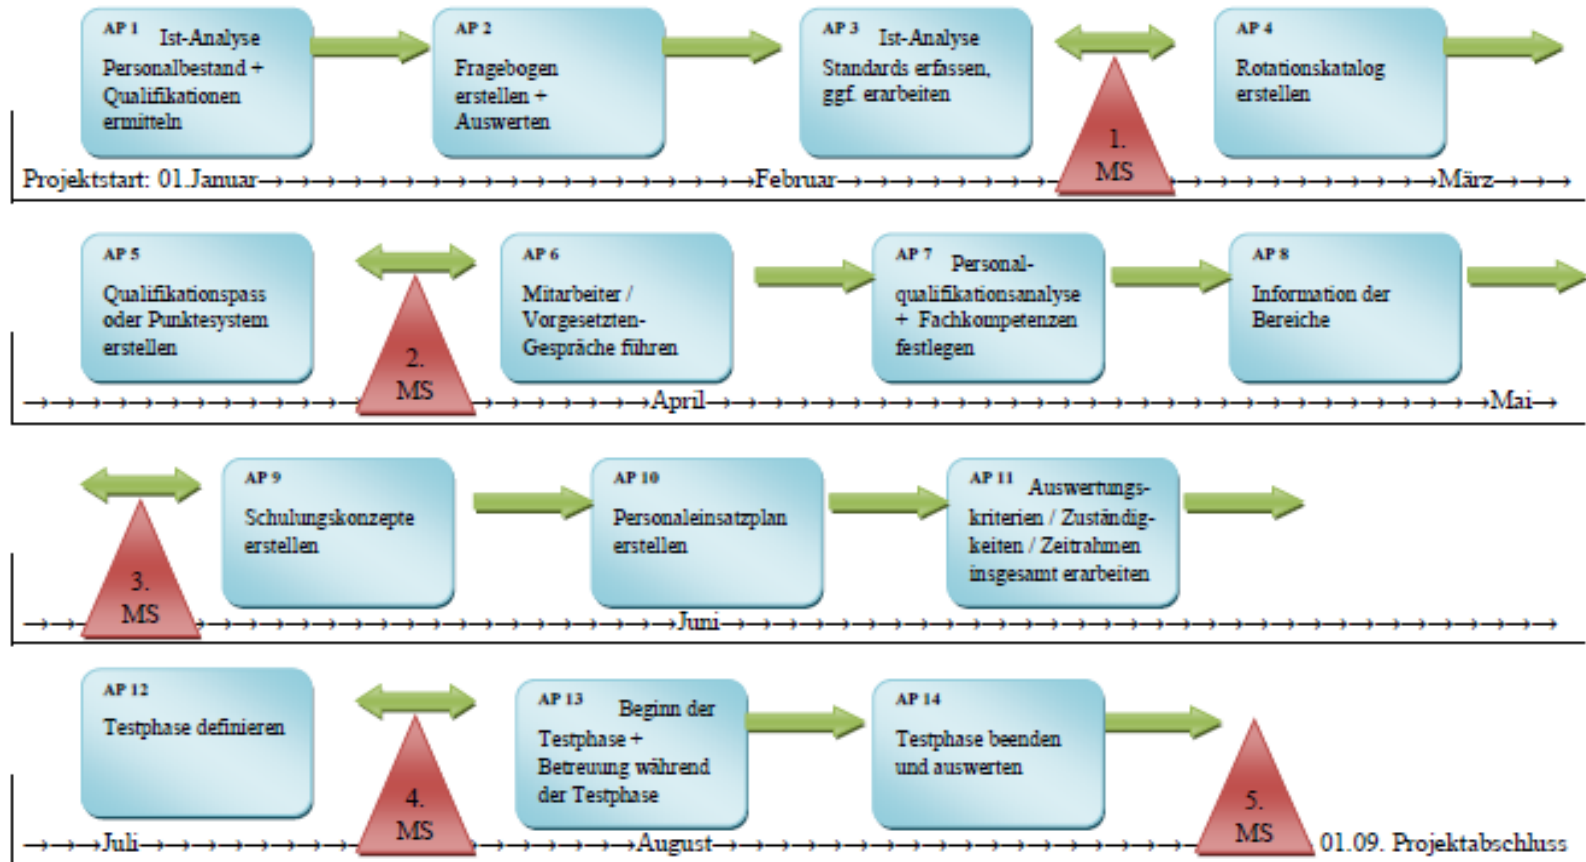 AP 1 Ist-Analyse
Personalbestand +
Qualifikationen
ermitteln
AP 2
Fragebogen
erstellen +
Auswerten
AP 3 Ist-Analyse
Standards erfassen,
ggf. erarbeiten
1.
MS
AP 4
Rotationskatalog
erstellen
Projektstart: 01.Januar→→→→→→→→→→→→→→→→→→→Februar→→→→→→→→→→→→→→→→→→→März→→→
AP 5
Qualifikationspass
oder Punktesystem
erstellen
2.
MS
AP 6
Mitarbeiter /
Vorgesetzten-
Gespräche führen
AP 7 Personal-
qualifikationsanalyse
+ Fachkompetenzen
festlegen
AP 8
Information der
Bereiche
→→→→→→→→→→→→→→→→→→→→April→→→→→→→→→→→→→→→→→→→→→→→→→→→→→→Mai→
3.
MS
AP 9
Schulungskonzepte
erstellen
AP 10
Personaleinsatzplan
erstellen
AP 11 Auswertungs-
kriterien / Zuständig-
keiten / Zeitrahmen
insgesamt erarbeiten
→→→→→→→→→→→→→→→→→→→→→Juni→→→→→→→→→→→→→→→→→→→→→→→→→→→→→→→→
AP 12
Testphase definieren
4.
MS
AP 13 Beginn der
Testphase +
Betreuung während
der Testphase
AP 14
Testphase beenden
und auswerten
5.
MS
→→→Juli→→→→→→→→→→→→→→→→→→→August→→→→→→→→→→→→→→→→→→ 01.09. Projektabschluss